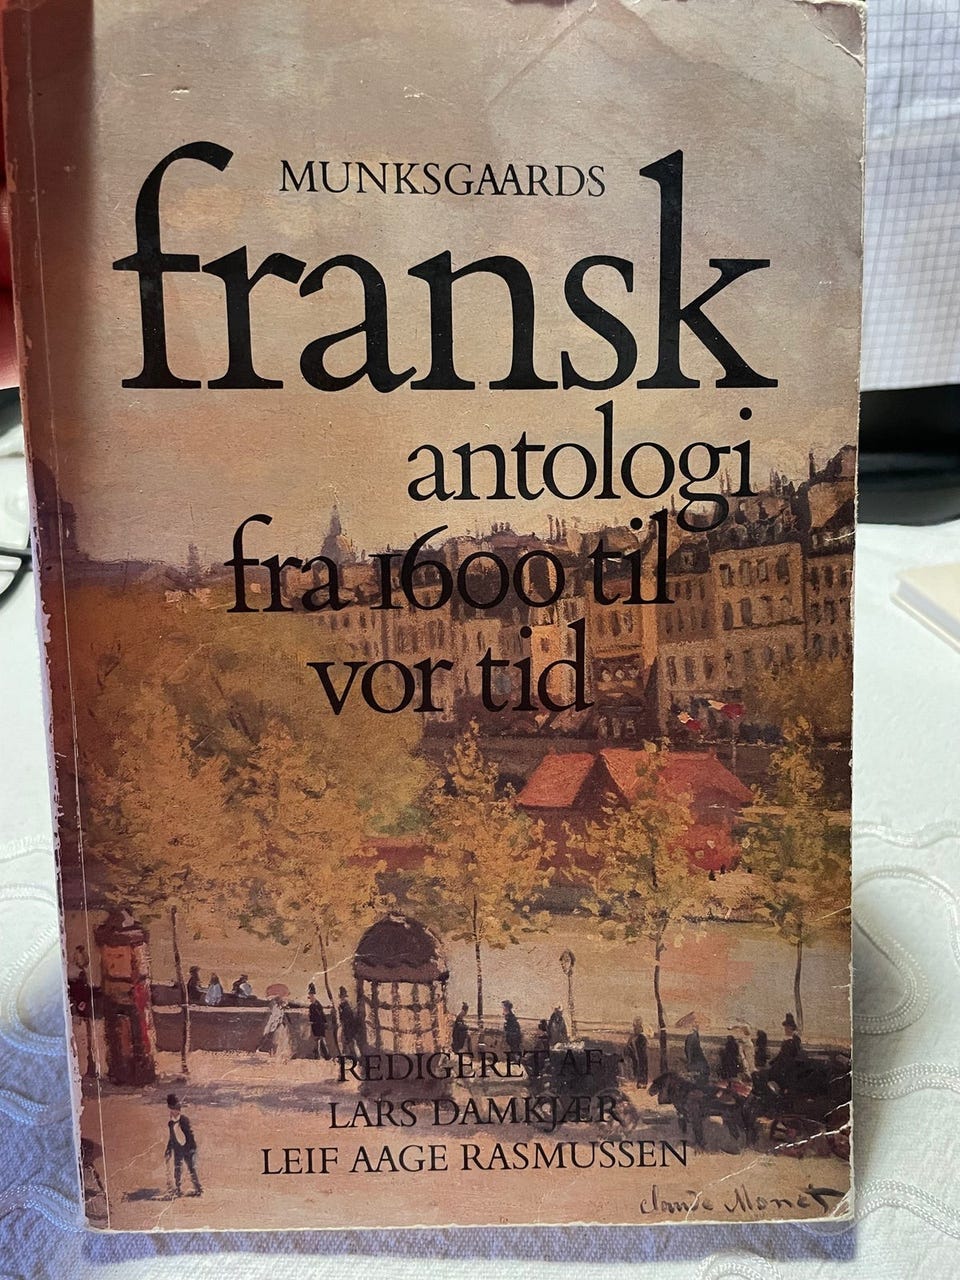 MUNKSGAARDS
fransk
antologi
fra 1600 til
vor tid
REDIGERET AF
LARS DAMKJÆR
LEIF AAGE RASMUSSEN
Claude Monet